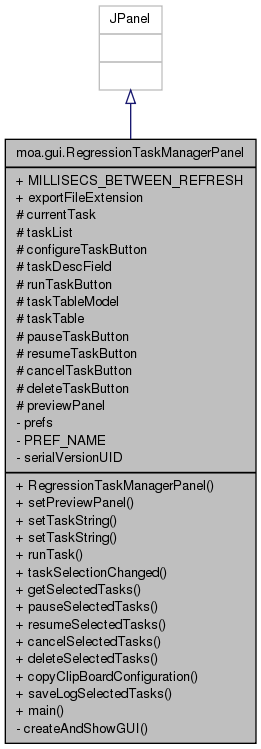 JPanel
moa.gui.RegressionTaskManagerPanel
+ MILLISECS_BETWEEN_REFRESH
+ exportFileExtension
# currentTask
# taskList
# configureTaskButton
# taskDescField
# runTaskButton
# taskTableModel
# taskTable
# pauseTaskButton
# resumeTaskButton
# cancelTaskButton
# deleteTaskButton
# previewPanel
- prefs
- PREF_NAME
- serialVersionUID
+ RegressionTaskManagerPanel()
+ setPreviewPanel()
+ setTaskString()
+ setTaskString()
+ runTask()
+ taskSelectionChanged()
+ getSelectedTasks()
+ pauseSelectedTasks()
+ resumeSelectedTasks()
+ cancelSelectedTasks()
+ deleteSelectedTasks()
+ copyClipBoardConfiguration()
+ saveLogSelectedTasks()
+ main()
- createAndShowGUI()